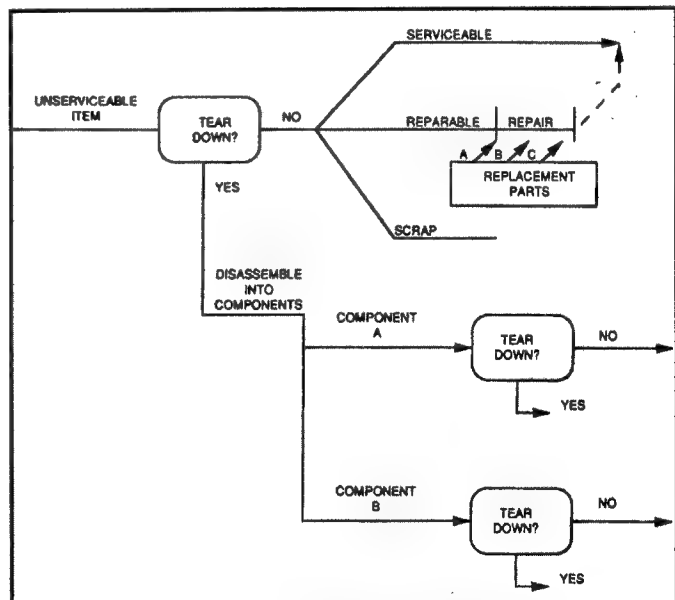 SERVICEABLE
UNSERVICEABLE
ITEM
TEAR
DOWN?
NO
REPARABLE
REPAIR
A
B
C
REPLACEMENT
PARTS
YES
SCRAP
DISASSEMBLE
INTO
COMPONENTS
COMPONENT
A
TEAR
DOWN?
NO
YES
COMPONENT
B
TEAR
DOWN?
NO
YES